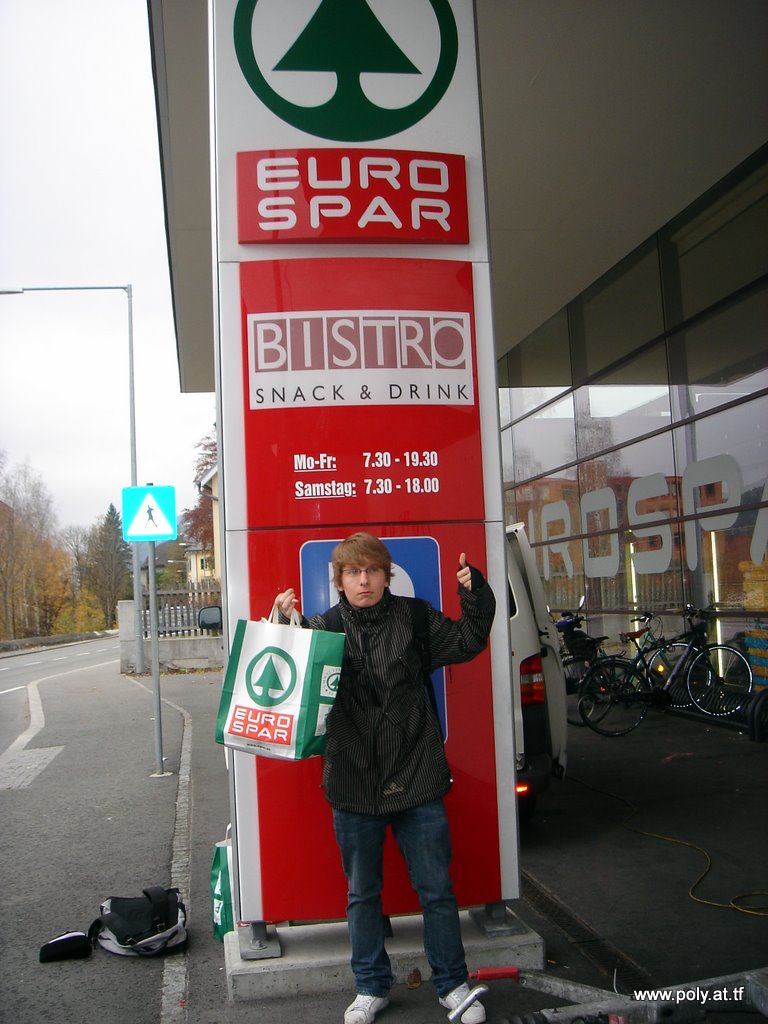 EURO
SPAR
BISTRO
SNACK & DRINK
Mo-Fr: 7.30 - 19.30
Samstag: 7.30 - 18.00
UROSPA
EURO
SPAR
www.poly.at.tf